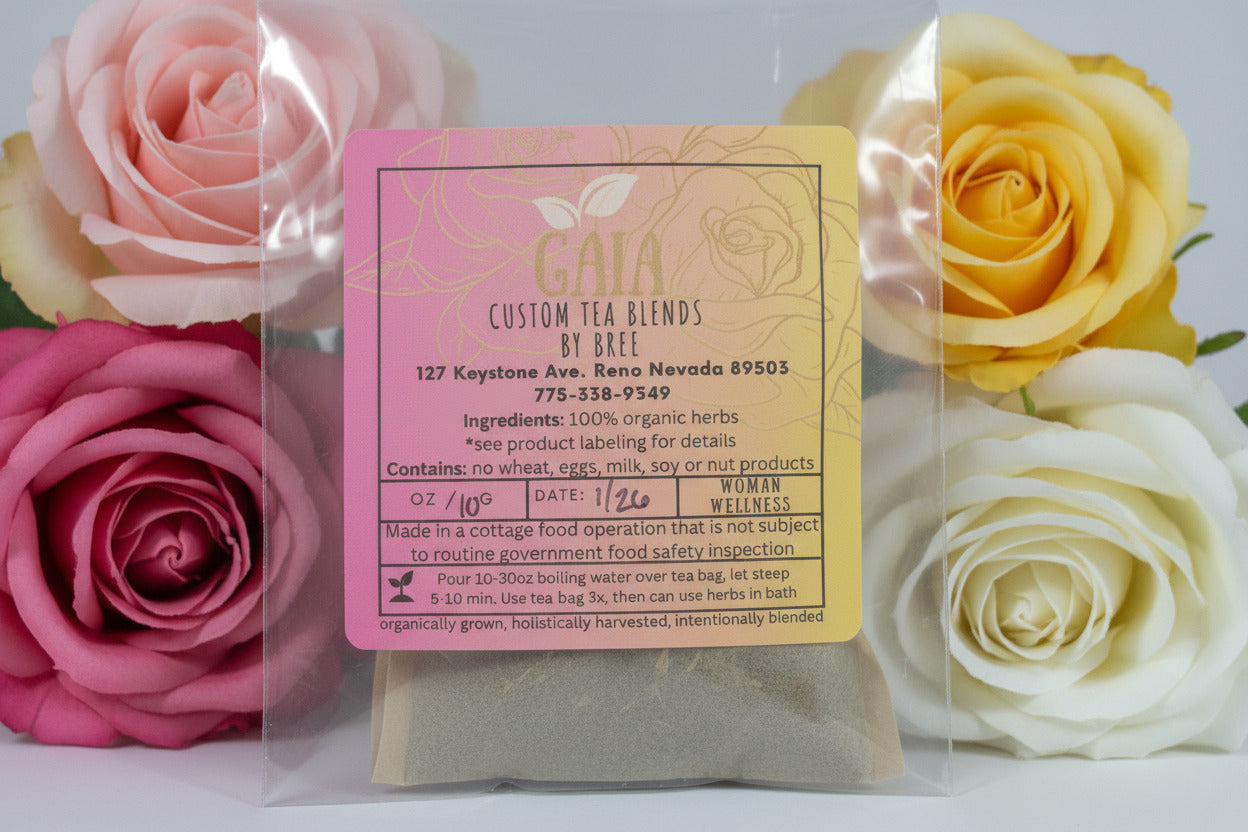 GAIA
CUSTOM TEA BLENDS
BY BREE
127 Keystone Ave. Reno Nevada 89503
775-338-9549
Ingredients: 100% organic herbs
*see product labeling for details
Contains: no wheat, eggs, milk, soy or nut products
OZ /10G
DATE: 1/26
WOMAN
WELLNESS
Made in a cottage food operation that is not subject
to routine government food safety inspection
Pour 10-30oz boiling water over tea bag, let steep
5-10 min. Use tea bag 3x, then can use herbs in bath
organically grown, holistically harvested, intentionally blended